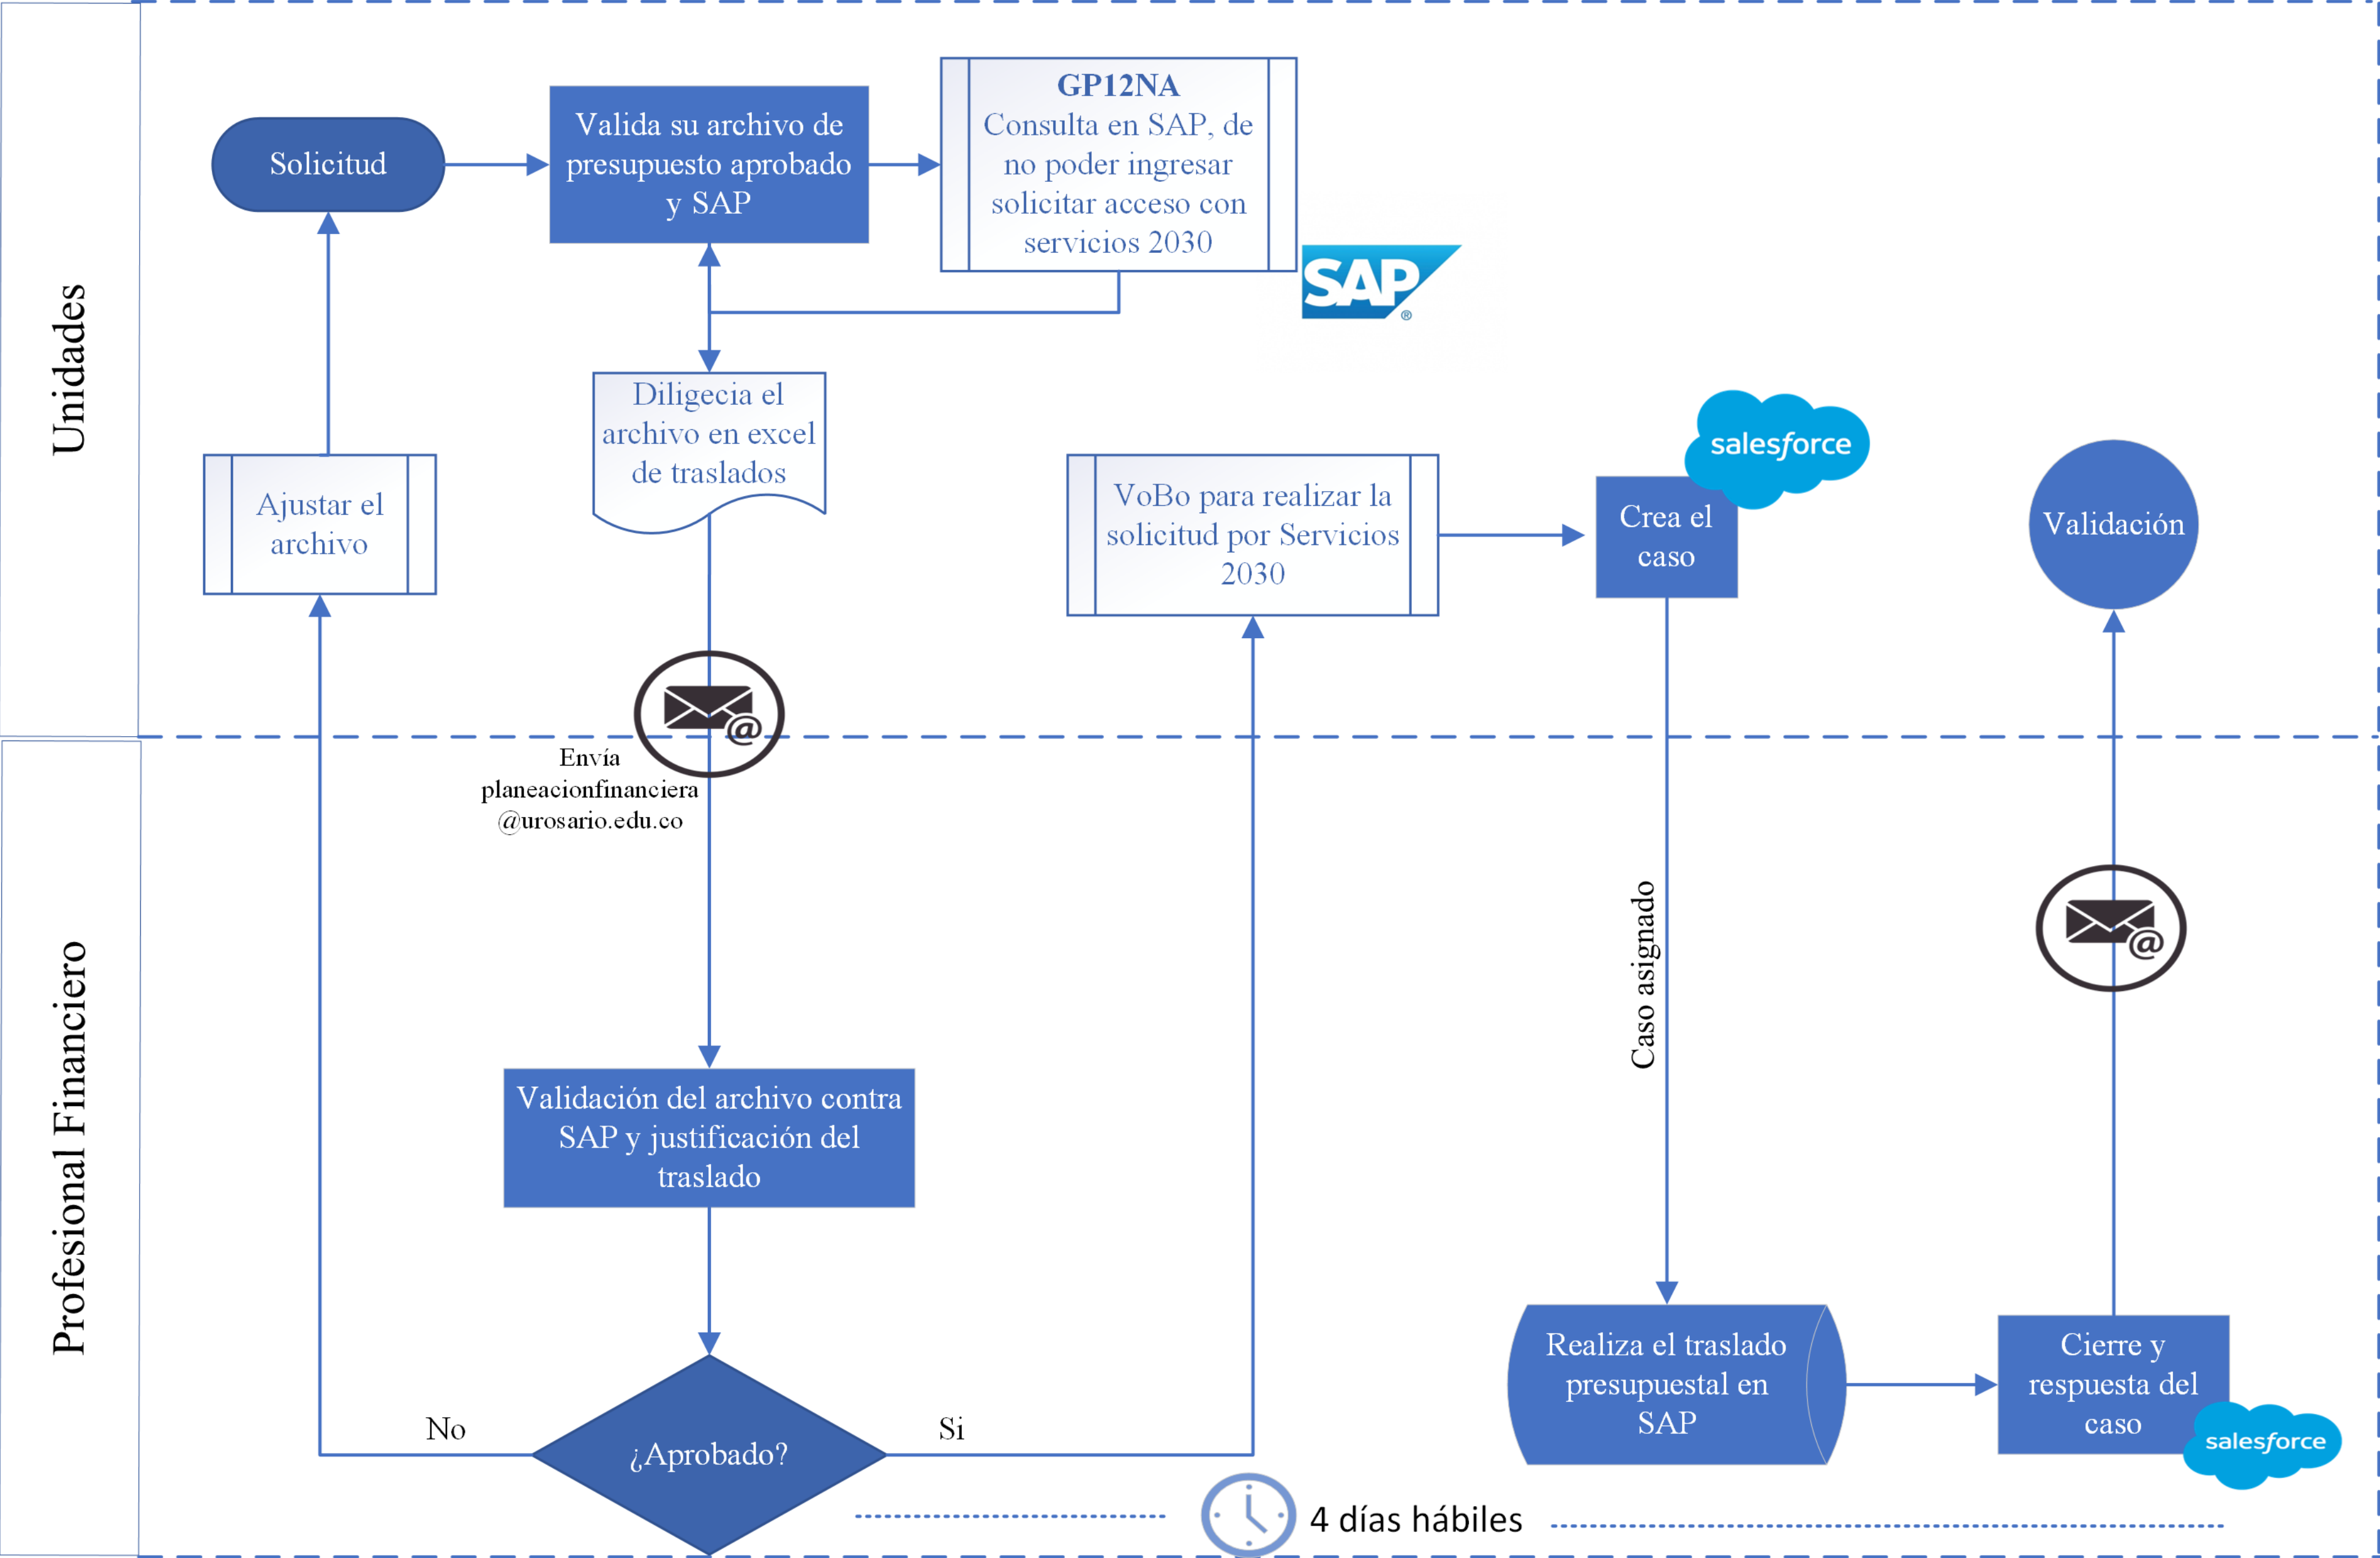 Unidades
Solicitud
Valida su archivo de
presupuesto aprobado
y SAP
GP12NA
Consulta en SAP, de
no poder ingresar
solicitar acceso con
servicios 2030
SAP
®
Diligecia el
archivo en excel
de traslados
Ajustar el
archivo
VoBo para realizar la
solicitud por Servicios
2030
salesforce
Crea el
caso
Validación
@
Envía
planeacionfinanciera
@urosario.edu.co
Profesional Financiero
Caso asignado
@
Validación del archivo contra
SAP y justificación del
traslado
¿Aprobado?
No
Si
Realiza el traslado
presupuestal en
SAP
Cierre y
respuesta del
caso
salesforce
4 días hábiles